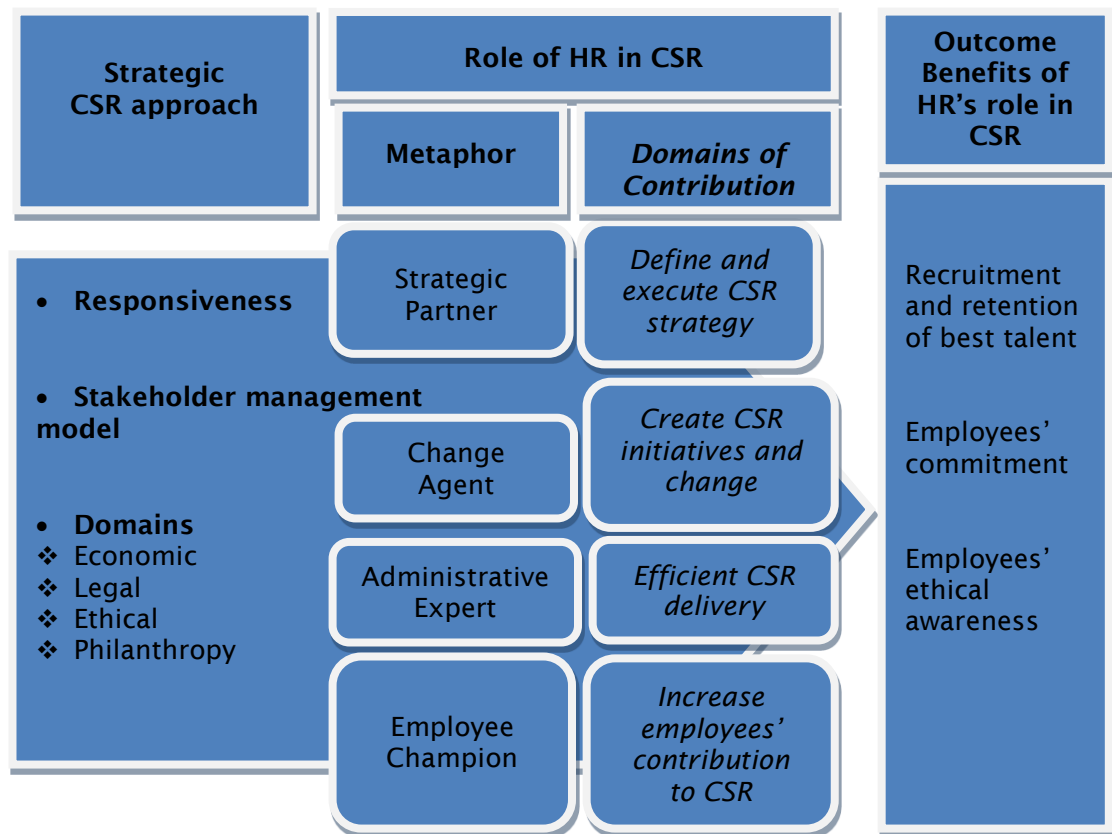 Strategic
CSR approach
Role of HR in CSR
Metaphor
Domains of
Contribution
Outcome
Benefits of
HR's role in
CSR
• Responsiveness
• Stakeholder management
model
• Domains
❖ Economic
❖ Legal
❖ Ethical
❖ Philanthropy
Strategic
Partner
Define and
execute CSR
strategy
Change
Agent
Create CSR
initiatives and
change
Administrative
Expert
Efficient CSR
delivery
Employee
Champion
Increase
employees’
contribution
to CSR
Recruitment
and retention
of best talent
Employees’
commitment
Employees’
ethical
awareness